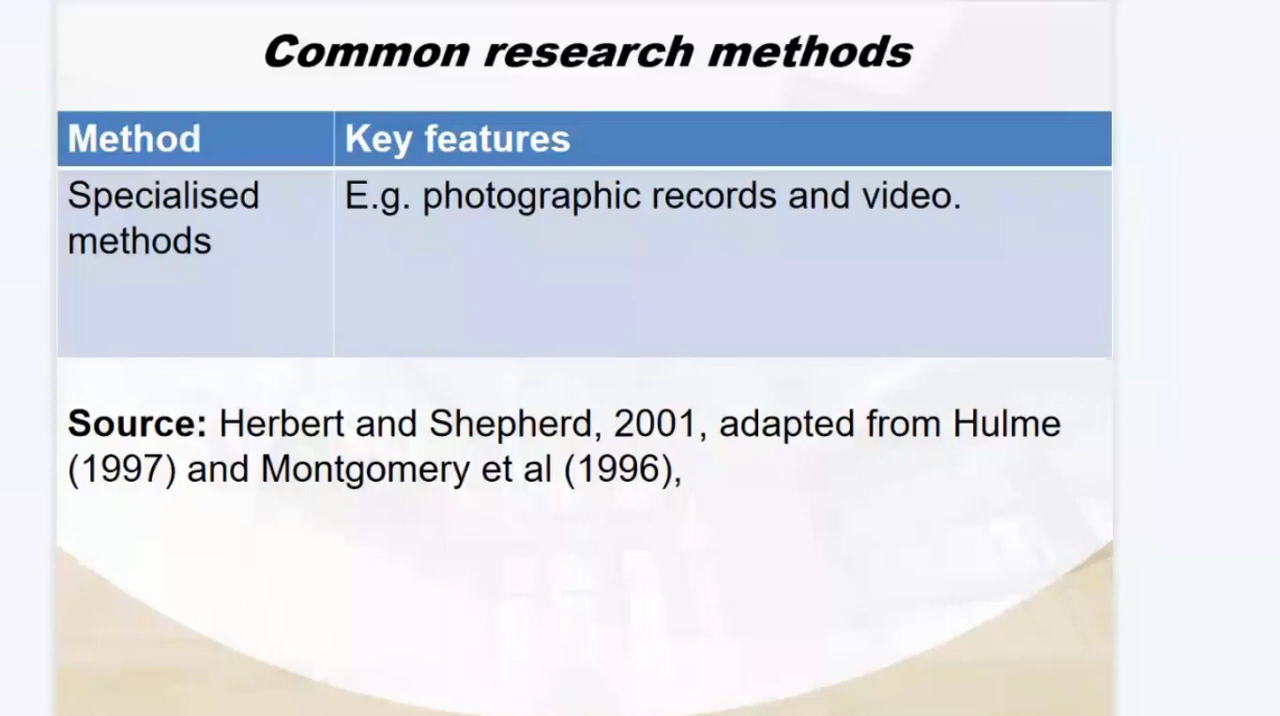 Common research methods
Method
Key features
Specialised
methods
E.g. photographic records and video.
Source: Herbert and Shepherd, 2001, adapted from Hulme
(1997) and Montgomery et al (1996),